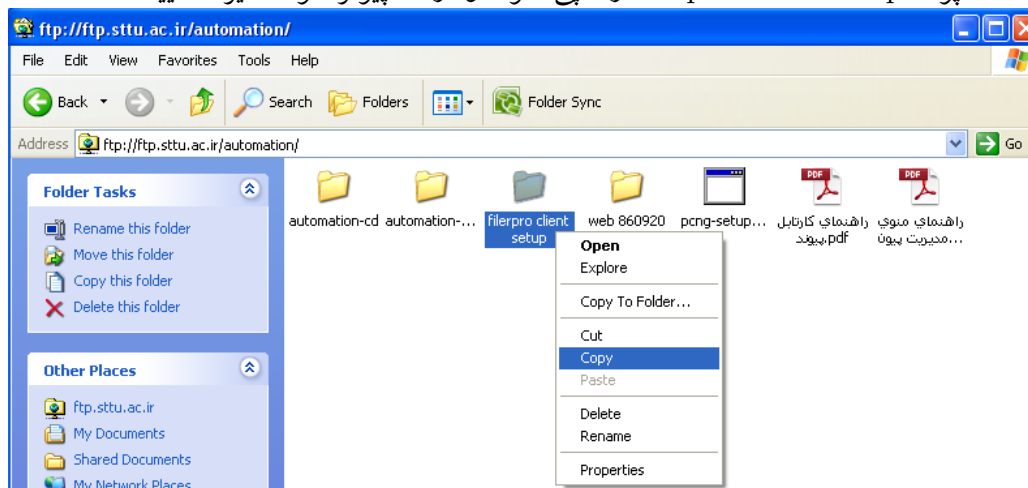 ftp://ftp.sttu.ac.ir/automation/
File Edit View Favorites Tools Help
Back Search Folders Folder Sync
Address ftp://ftp.sttu.ac.ir/automation/ Go
Folder Tasks
Rename this folder
Move this folder
Copy this folder
Delete this folder
Other Places
ftp.sttu.ac.ir
My Documents
Shared Documents
My Network Places
automation-cd automation-... filerpro client web 860920 pcng-setup... راهنماي كارتابل راهنماي منوي
setup پيوند.pdf مديريت پيون...
Open
Explore
Copy To Folder...
Cut
Copy
Paste
Delete
Rename
Properties